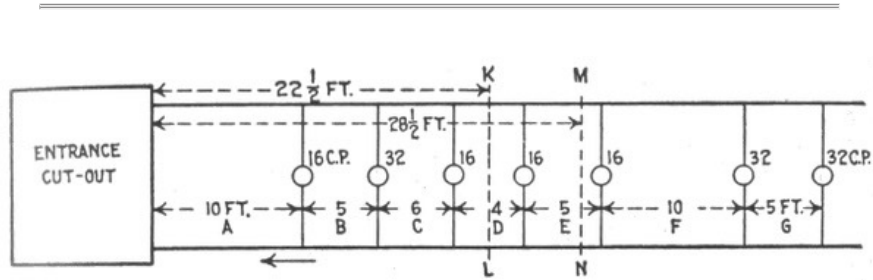 K M
22 1/2 FT.
28 1/2 FT.
ENTRANCE
CUT-OUT
16 C.P. 32 16 16 16 32 32 C.P.
10 FT. 5 6 4 5 10 5 FT.
A B C D E F G
L N